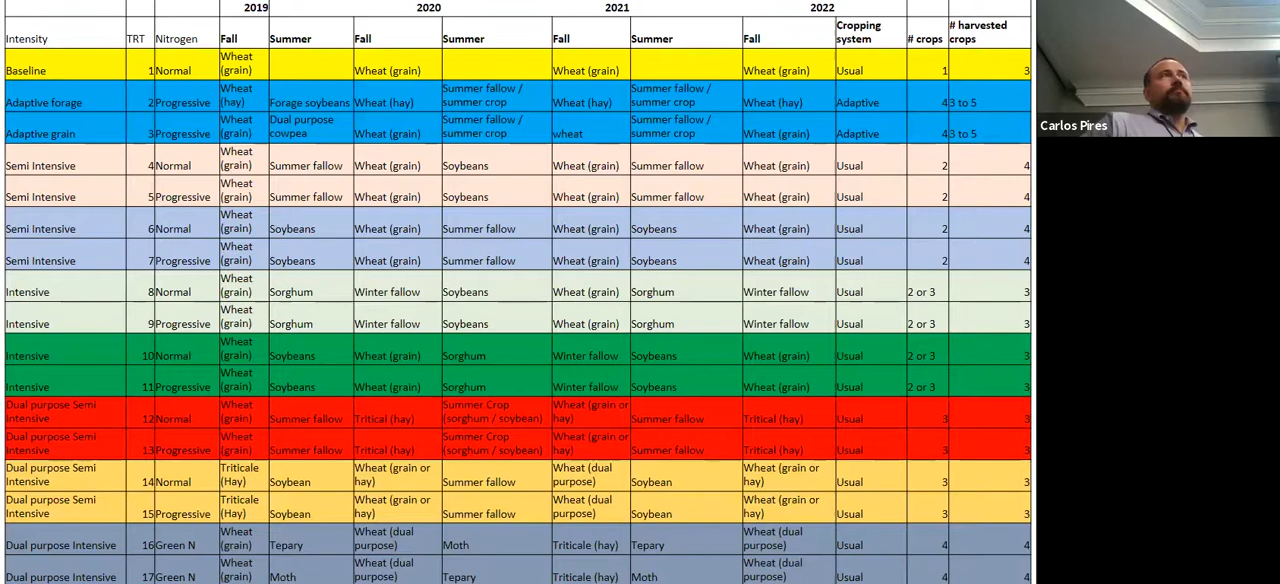 2019 2020 2021 2022
Intensity TRT Nitrogen Fall Summer Fall Summer Fall Summer Fall Cropping system # crops # harvested crops
Baseline 1 Normal Wheat (grain) Wheat (grain) Wheat (grain) Wheat (grain) Usual 1 3
Adaptive forage 2 Progressive Wheat (hay) Forage soybeans Wheat (hay) Summer fallow / summer crop Wheat (hay) Summer fallow / summer crop Wheat (hay) Adaptive 4 3 to 5
Adaptive grain 3 Progressive Wheat (grain) Dual purpose cowpea Wheat (grain) Summer fallow / summer crop wheat Summer fallow / summer crop Wheat (grain) Adaptive 4 3 to 5
Semi Intensive 4 Normal Wheat (grain) Summer fallow Wheat (grain) Soybeans Wheat (grain) Summer fallow Wheat (grain) Usual 2 4
Semi Intensive 5 Progressive Wheat (grain) Summer fallow Wheat (grain) Soybeans Wheat (grain) Summer fallow Wheat (grain) Usual 2 4
Semi Intensive 6 Normal Wheat (grain) Soybeans Wheat (grain) Summer fallow Wheat (grain) Soybeans Wheat (grain) Usual 2 4
Semi Intensive 7 Progressive Wheat (grain) Soybeans Wheat (grain) Summer fallow Wheat (grain) Soybeans Wheat (grain) Usual 2 4
Intensive 8 Normal Wheat (grain) Sorghum Winter fallow Soybeans Wheat (grain) Sorghum Winter fallow Usual 2 or 3 3
Intensive 9 Progressive Wheat (grain) Sorghum Winter fallow Soybeans Wheat (grain) Sorghum Winter fallow Usual 2 or 3 3
Intensive 10 Normal Wheat (grain) Soybeans Wheat (grain) Sorghum Winter fallow Soybeans Wheat (grain) Usual 2 or 3 3
Intensive 11 Progressive Wheat (grain) Soybeans Wheat (grain) Sorghum Winter fallow Soybeans Wheat (grain) Usual 2 or 3 3
Dual purpose Semi Intensive 12 Normal Wheat (grain) Summer fallow Tritical (hay) Summer Crop (sorghum / soybean) Wheat (grain or hay) Summer fallow Tritical (hay) Usual 3 3
Dual purpose Semi Intensive 13 Progressive Wheat (grain) Summer fallow Tritical (hay) Summer Crop (sorghum / soybean) Wheat (grain or hay) Summer fallow Tritical (hay) Usual 3 3
Dual purpose Semi Intensive 14 Normal Triticale (Hay) Soybean Wheat (grain or hay) Summer fallow Wheat (dual purpose) Soybean Wheat (grain or hay) Usual 3 3
Dual purpose Semi Intensive 15 Progressive Triticale (Hay) Soybean Wheat (grain or hay) Summer fallow Wheat (dual purpose) Soybean Wheat (grain or hay) Usual 3 3
Dual purpose Intensive 16 Green N Wheat (grain) Tepary Wheat (dual purpose) Moth Triticale (hay) Tepary Wheat (dual purpose) Usual 4 4
Dual purpose Intensive 17 Green N Wheat (grain) Moth Wheat (dual purpose) Tepary Triticale (hay) Moth Wheat (dual purpose) Usual 4 4
Carlos Pires